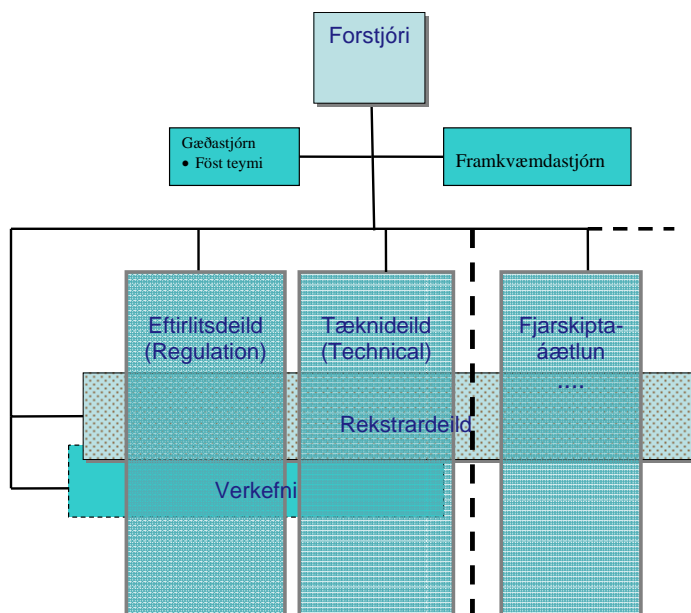 Forstjóri
Gæðastjórn
• Föst teymi
Framkvæmdastjórn
Eftirlitsdeild
(Regulation)
Tæknideild
(Technical)
Fjarskipta-
áætlun
....
Rekstrardeild
Verkefni